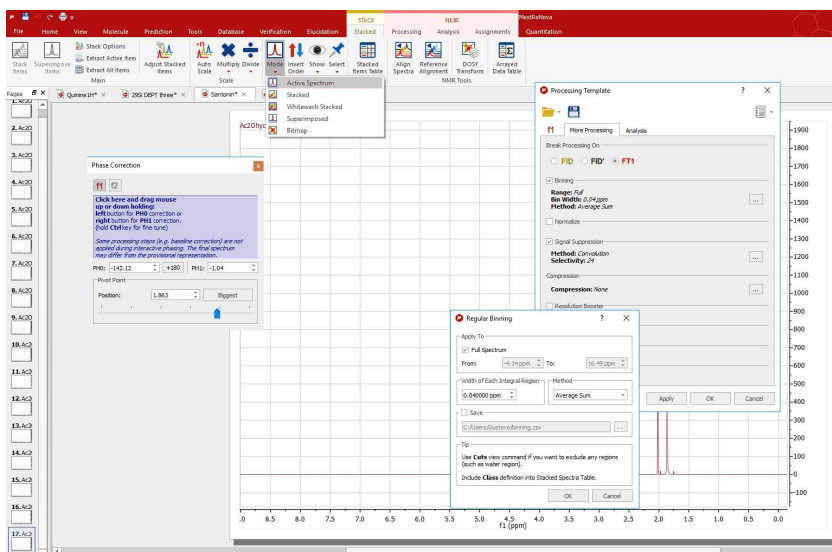 STACK NMR MestReNova
File Home View Molecule Prediction Tools Database Verification Elucidation Stacked Processing Analysis Assignments Quantitation
Stack Items
Superimpose Items
Stack Options
Extract Active Item
Extract All Items
Adjust Stacked Items
Auto Scale
Multiply
Divide
Mode
Invert Order
Show
Select
Stacked Items Table
Align Spectra
Reference Alignment
DOSY Transform
Arrayed Data Table
Main Scale NMR Tools
Active Spectrum
Stacked
Whitewash Stacked
Superimposed
Bitmap
Pages
Quinine1H* × 29Si DEPT three* × Santonin* ×
1. Ac2O
2. Ac2O
3. Ac2O
4. Ac2O
5. Ac2O
6. Ac2O
7. Ac2O
8. Ac2O
9. Ac2O
10. Ac2
11. Ac2
12. Ac2
13. Ac2
14. Ac2
15. Ac2
16. Ac2
17. Ac2
Ac2Ohyd
Phase Correction
f1 f2
Click here and drag mouse
up or down holding:
left button for PH0 correction or
right button for PH1 correction.
(hold Ctrl key for fine tune)
Some processing steps (e.g. baseline correction) are not
applied during interactive phasing. The final spectrum
may differ from the provisional representation.
PH0: -142.12 +180 PH1: -1.04
Pivot Point
Position: 1.863 Biggest
Processing Template ? ×
f1 More Processing Analysis
Break Processing On
FID FID' FT1
Binning
Range: Full
Bin Width: 0.04 ppm
Method: Average Sum
...
Normalize
Signal Suppression
Method: Convolution
Selectivity: 24
...
Compression
Compression: None ...
Resolution Booster
Apply OK Cancel
Regular Binning ? ×
Apply To
Full Spectrum
From: -4.14 ppm To: 16.49 ppm
Width of Each Integral Region
0.040000 ppm
Method
Average Sum
Save
C:/Users/Gustavo/binning.csv ...
Tip
Use Cuts view command if you want to exclude any regions
(such as water region).
Include Class definition into Stacked Spectra Table.
OK Cancel
1900
1800
1700
1600
1500
1400
1300
1200
1100
1000
900
800
700
600
500
400
300
200
100
0
-100
.0 8.5 8.0 7.5 7.0 6.5 6.0 5.5 5.0 4.5 4.0 3.5 3.0 2.5 2.0 1.5 1.0 0.5 0.0
f1 (ppm)